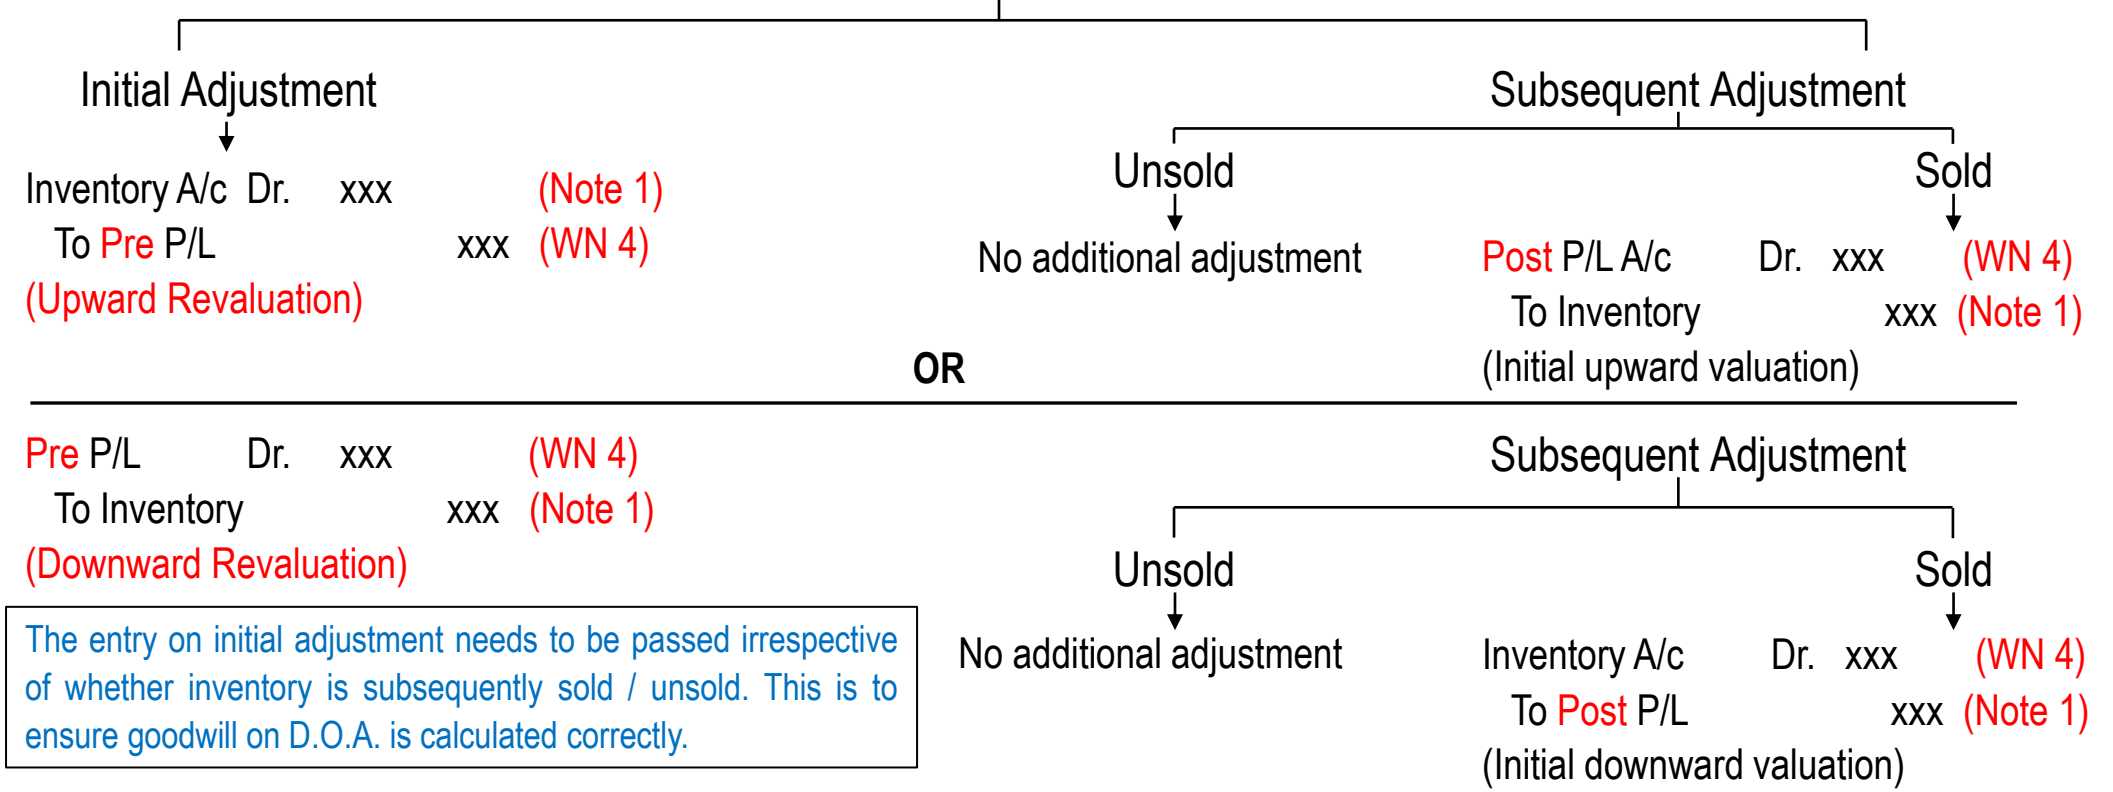 Initial Adjustment
Inventory A/c Dr. xxx (Note 1)
To Pre P/L xxx (WN 4)
(Upward Revaluation)
Subsequent Adjustment
Unsold
No additional adjustment
Sold
Post P/L A/c Dr. xxx (WN 4)
To Inventory xxx (Note 1)
(Initial upward valuation)
OR
Pre P/L Dr. xxx (WN 4)
To Inventory xxx (Note 1)
(Downward Revaluation)
The entry on initial adjustment needs to be passed irrespective
of whether inventory is subsequently sold / unsold. This is to
ensure goodwill on D.O.A. is calculated correctly.
Subsequent Adjustment
Unsold
No additional adjustment
Sold
Inventory A/c Dr. xxx (WN 4)
To Post P/L xxx (Note 1)
(Initial downward valuation)